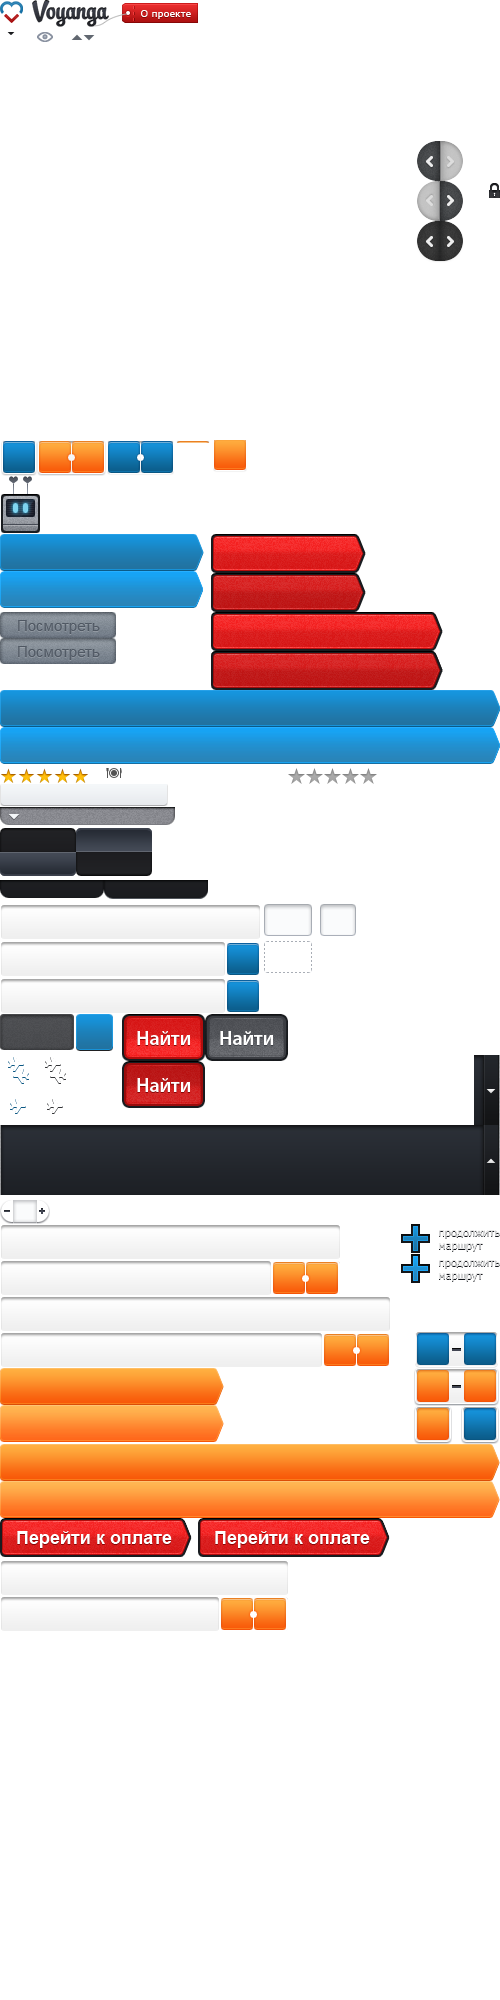 Voyanga
О проекте
Посмотреть
Посмотреть
Найти
Найти
Найти
продолжить
маршрут
продолжить
маршрут
Перейти к оплате
Перейти к оплате